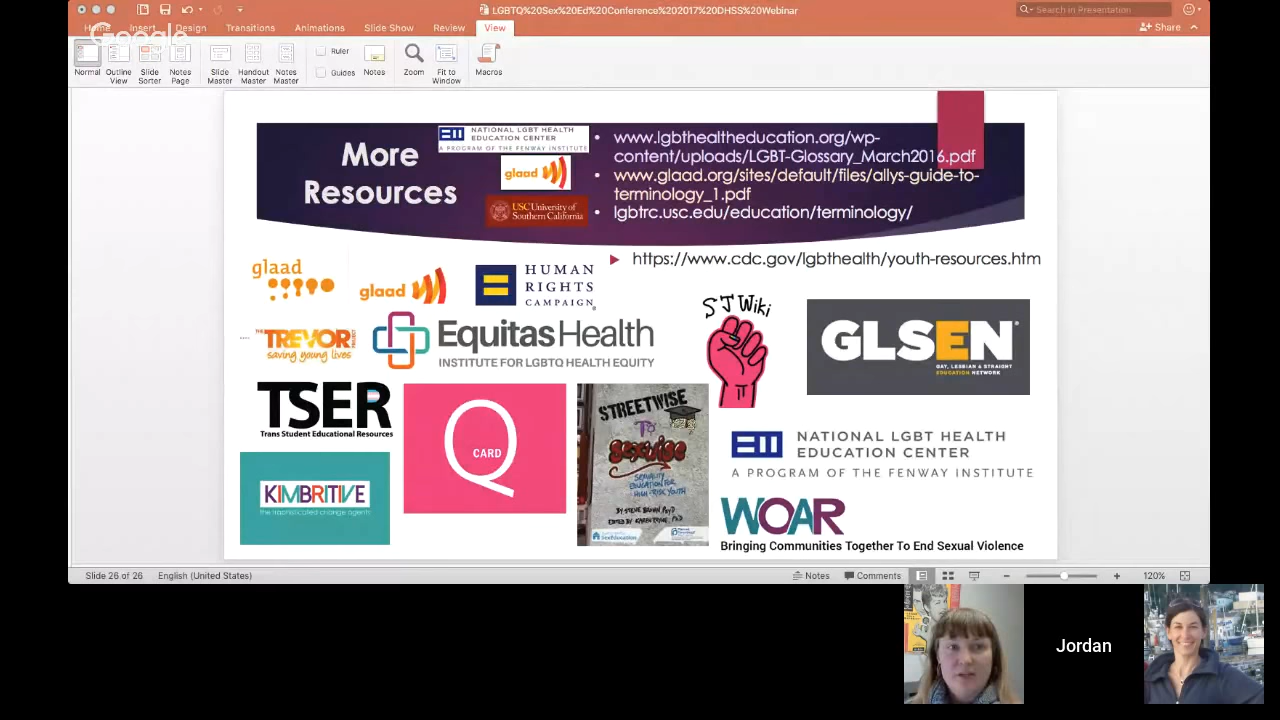 LGBTQ%20Sex%20Ed%20Conference%202017%20DHSS%20Webinar
Search in Presentation
Google
Home Insert Design Transitions Animations Slide Show Review View
Share
Normal
Outline View
Slide Sorter
Notes Page
Slide Master
Handout Master
Notes Master
Ruler
Guides
Notes
Zoom
Fit to Window
Macros
More
Resources
NATIONAL LGBT HEALTH
EDUCATION CENTER
A PROGRAM OF THE FENWAY INSTITUTE
glaad
USC University of
Southern California
• www.lgbthealtheducation.org/wp-
content/uploads/LGBT-Glossary_March2016.pdf
• www.glaad.org/sites/default/files/allys-guide-to-
terminology_1.pdf
• lgbtrc.usc.edu/education/terminology/
https://www.cdc.gov/lgbthealth/youth-resources.htm
glaad
glaad
HUMAN
RIGHTS
CAMPAIGN
THE TREVOR PROJECT
saving young lives
Equitas Health
INSTITUTE FOR LGBTQ HEALTH EQUITY
SJWiki
GLSEN
GAY, LESBIAN & STRAIGHT
EDUCATION NETWORK
TSER
Trans Student Educational Resources
Q
CARD
STREETWISE
TO
Sexwise
SEXUALITY
EDUCATION FOR
HIGH-RISK YOUTH
NATIONAL LGBT HEALTH
EDUCATION CENTER
A PROGRAM OF THE FENWAY INSTITUTE
KIMBRITIVE
WOAR
Bringing Communities Together To End Sexual Violence
Slide 26 of 26 English (United States)
Notes Comments 120%
Jordan